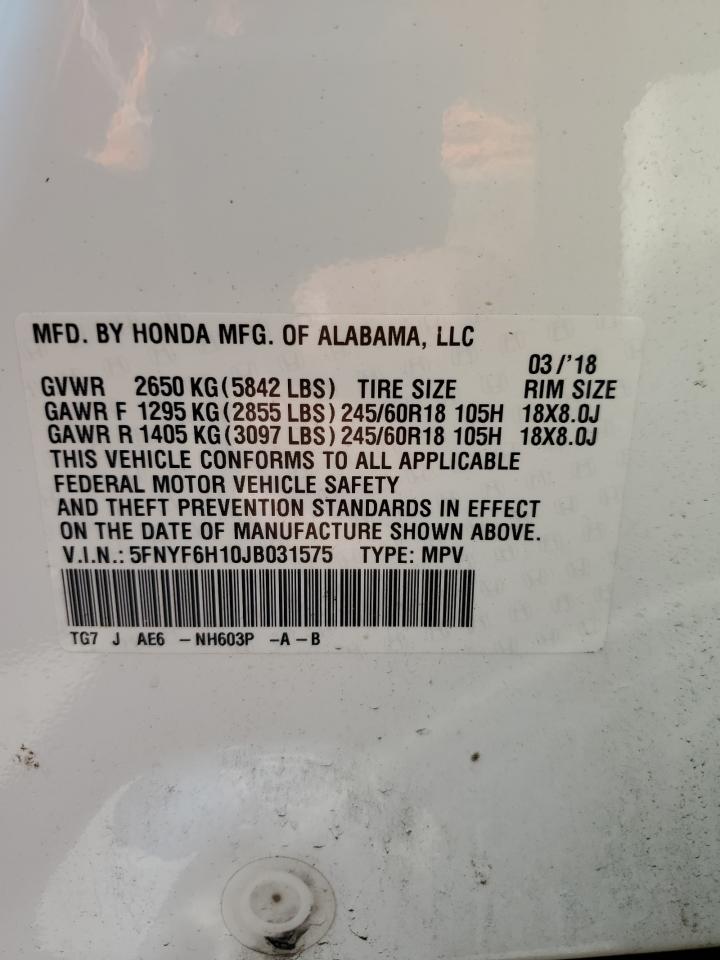 MFD. BY HONDA MFG. OF ALABAMA, LLC
03/'18
GVWR 2650 KG(5842 LBS) TIRE SIZE RIM SIZE
GAWR F 1295 KG(2855 LBS)245/60R18 105H 18X8.0J
GAWR R 1405 KG(3097 LBS)245/60R18 105H 18X8.0J
THIS VEHICLE CONFORMS TO ALL APPLICABLE
FEDERAL MOTOR VEHICLE SAFETY
AND THEFT PREVENTION STANDARDS IN EFFECT
ON THE DATE OF MANUFACTURE SHOWN ABOVE.
V.I.N.: 5FNYF6H10JB031575 TYPE: MPV
TG7 J AE6 -NH603P -A-B